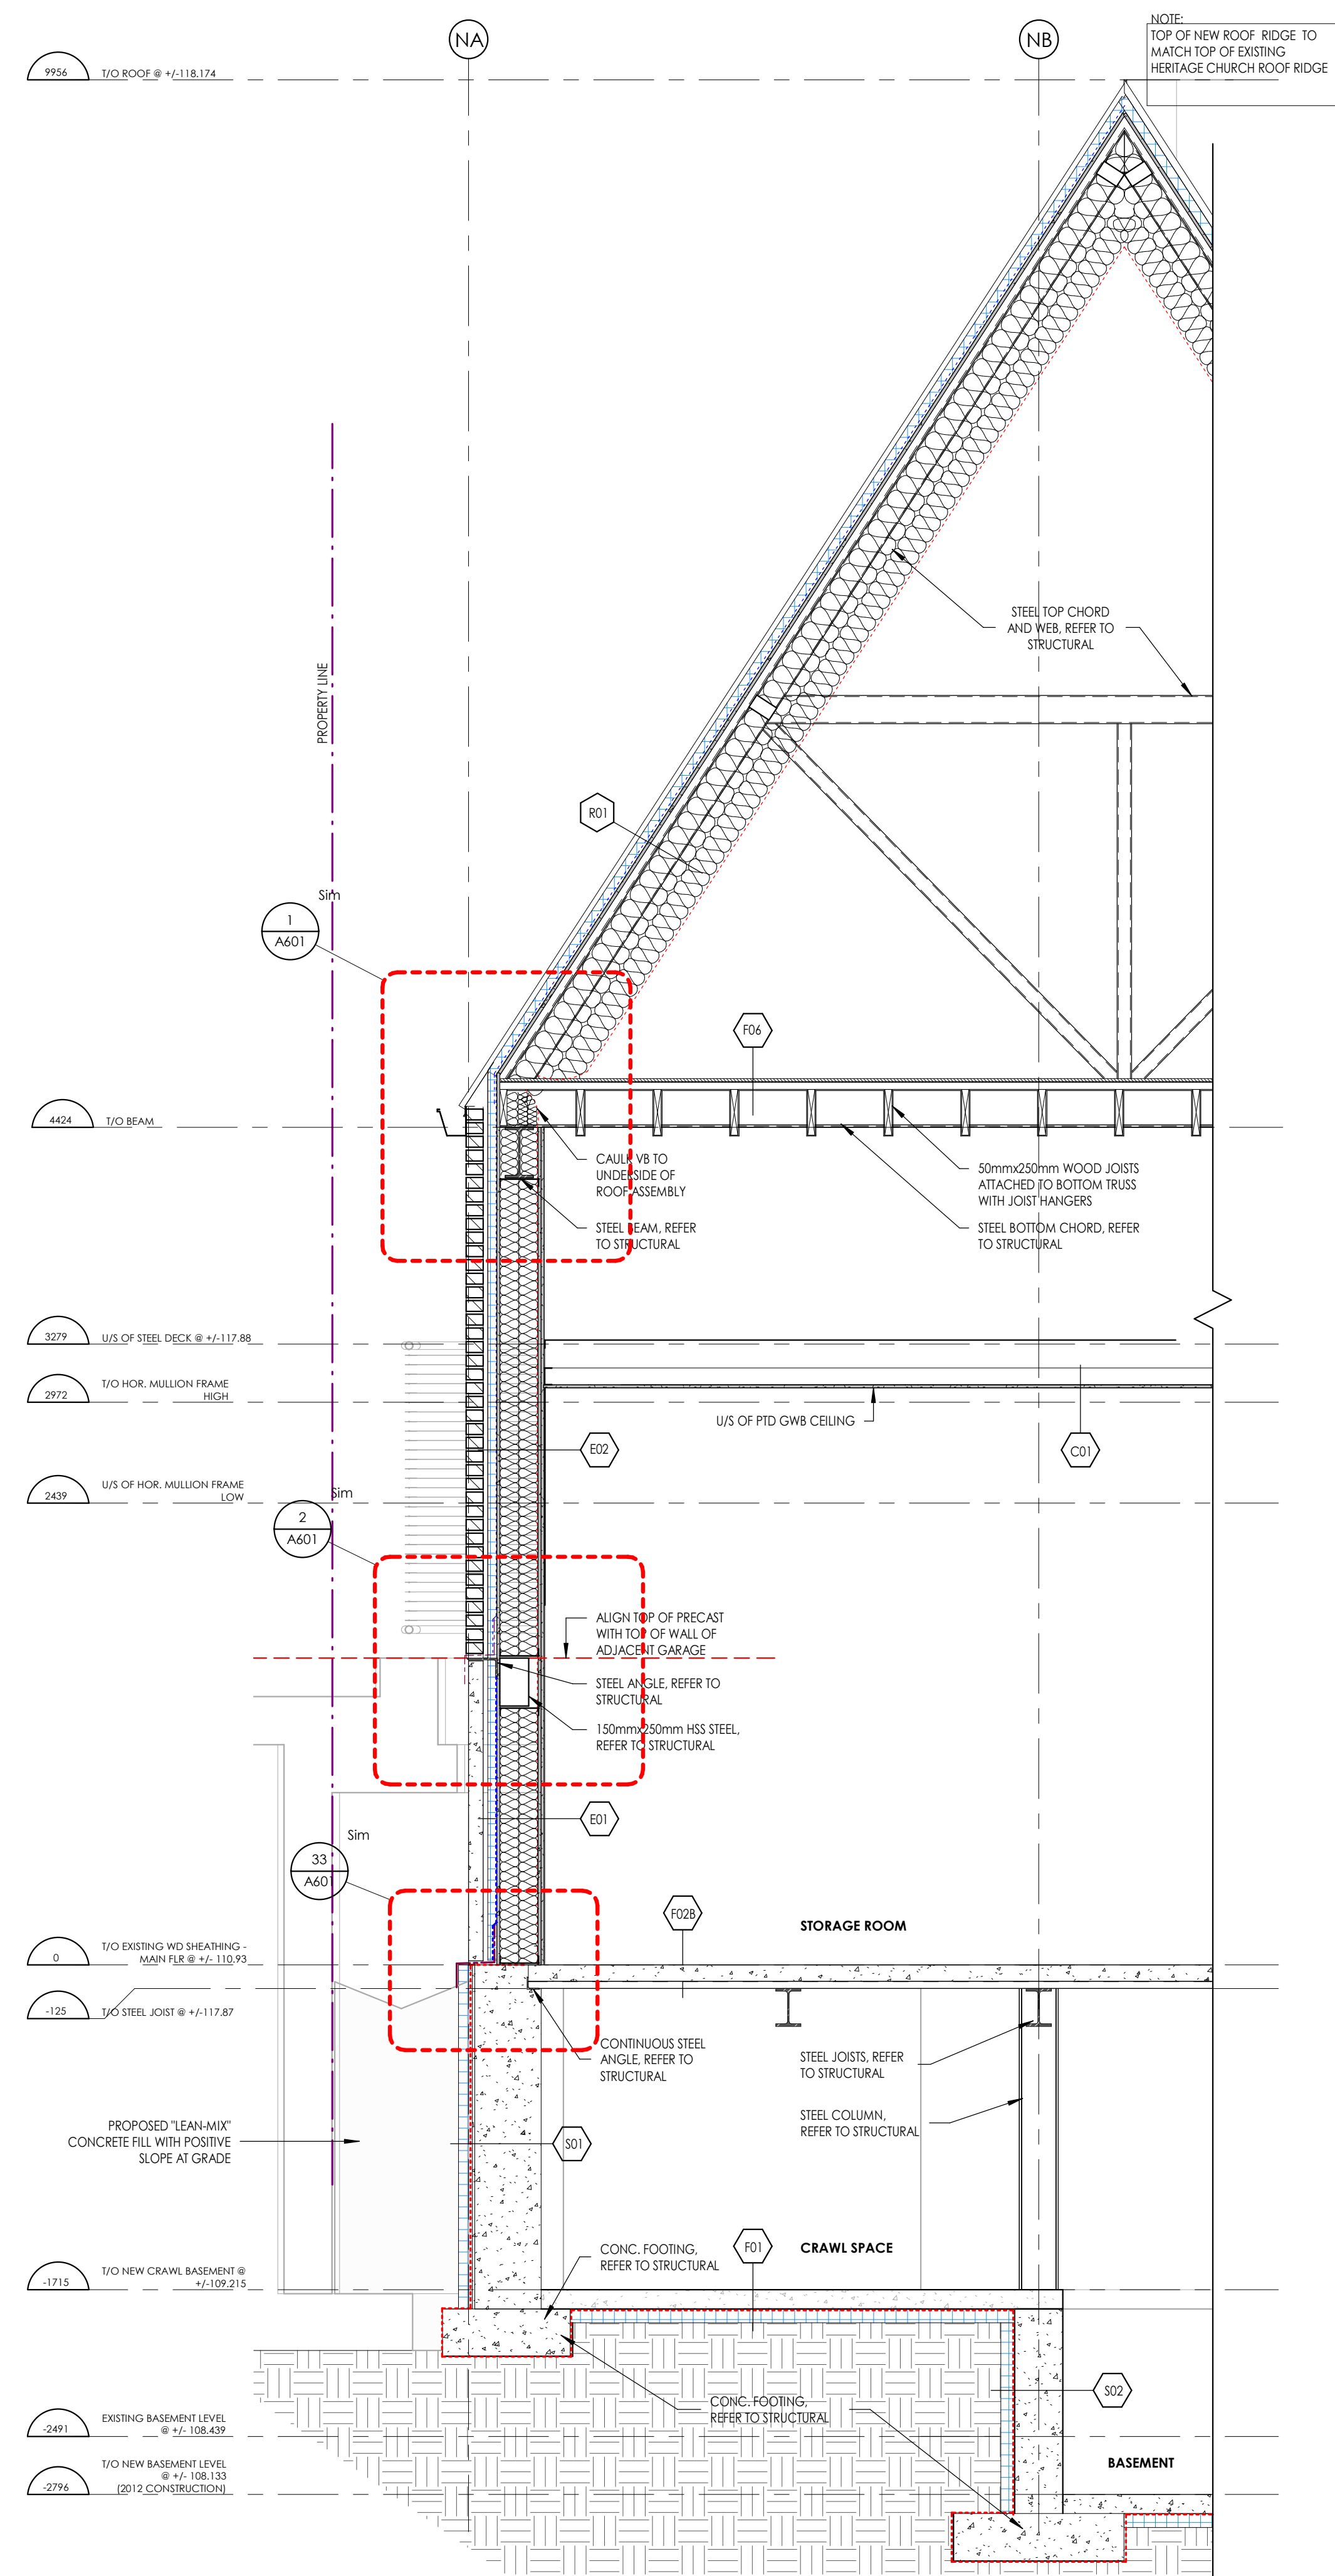 NA
NB
NOTE:
TOP OF NEW ROOF RIDGE TO
MATCH TOP OF EXISTING
HERITAGE CHURCH ROOF RIDGE
9956
T/O ROOF @ +/-118.174
PROPERTY LINE
STEEL TOP CHORD
AND WEB, REFER TO
STRUCTURAL
R01
Sim
1
A601
F06
4424
T/O BEAM
CAULK VB TO
UNDERSIDE OF
ROOF ASSEMBLY
50mmx250mm WOOD JOISTS
ATTACHED TO BOTTOM TRUSS
WITH JOIST HANGERS
STEEL BEAM, REFER
TO STRUCTURAL
STEEL BOTTOM CHORD, REFER
TO STRUCTURAL
3279
U/S OF STEEL DECK @ +/-117.88
2972
T/O HOR. MULLION FRAME
HIGH
U/S OF PTD GWB CEILING
E02
C01
2439
U/S OF HOR. MULLION FRAME
LOW
Sim
2
A601
ALIGN TOP OF PRECAST
WITH TOP OF WALL OF
ADJACENT GARAGE
STEEL ANGLE, REFER TO
STRUCTURAL
150mmx250mm HSS STEEL,
REFER TO STRUCTURAL
E01
Sim
33
A601
F02B
STORAGE ROOM
0
T/O EXISTING WD SHEATHING -
MAIN FLR @ +/- 110.93
-125
T/O STEEL JOIST @ +/-117.87
CONTINUOUS STEEL
ANGLE, REFER TO
STRUCTURAL
STEEL JOISTS, REFER
TO STRUCTURAL
STEEL COLUMN,
REFER TO STRUCTURAL
PROPOSED "LEAN-MIX"
CONCRETE FILL WITH POSITIVE
SLOPE AT GRADE
S01
CONC. FOOTING,
REFER TO STRUCTURAL
F01
CRAWL SPACE
-1715
T/O NEW CRAWL BASEMENT @
+/-109.215
S02
CONC. FOOTING,
REFER TO STRUCTURAL
-2491
EXISTING BASEMENT LEVEL
@ +/- 108.439
BASEMENT
-2796
T/O NEW BASEMENT LEVEL
@ +/- 108.133
(2012 CONSTRUCTION)